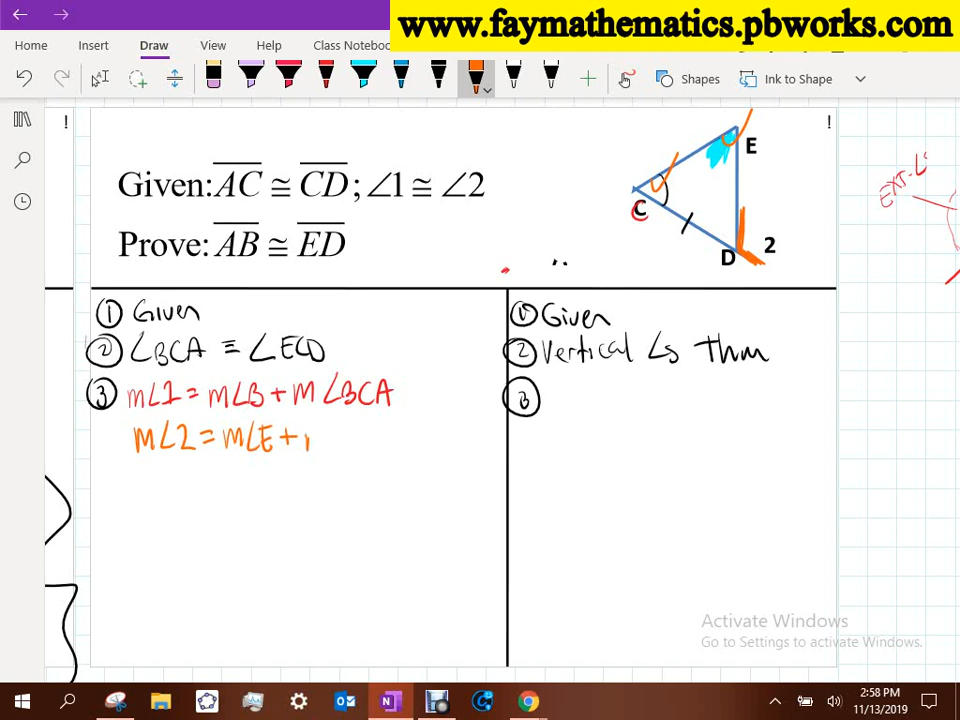 www.faymathematics.pbworks.com
Home Insert Draw View Help Class Notebook
Shapes Ink to Shape
! !
Given: AC ≅ CD; ∠1 ≅ ∠2
Prove: AB ≅ ED
E
C
D 2
EXT. L's
① Given ① Given
② ∠BCA ≅ ∠ECD ② Vertical ∠s Thm
③ m∠1 = m∠B + m∠BCA ③
m∠2 = m∠E +
Activate Windows
Go to Settings to activate Windows.
2:58 PM
11/13/2019